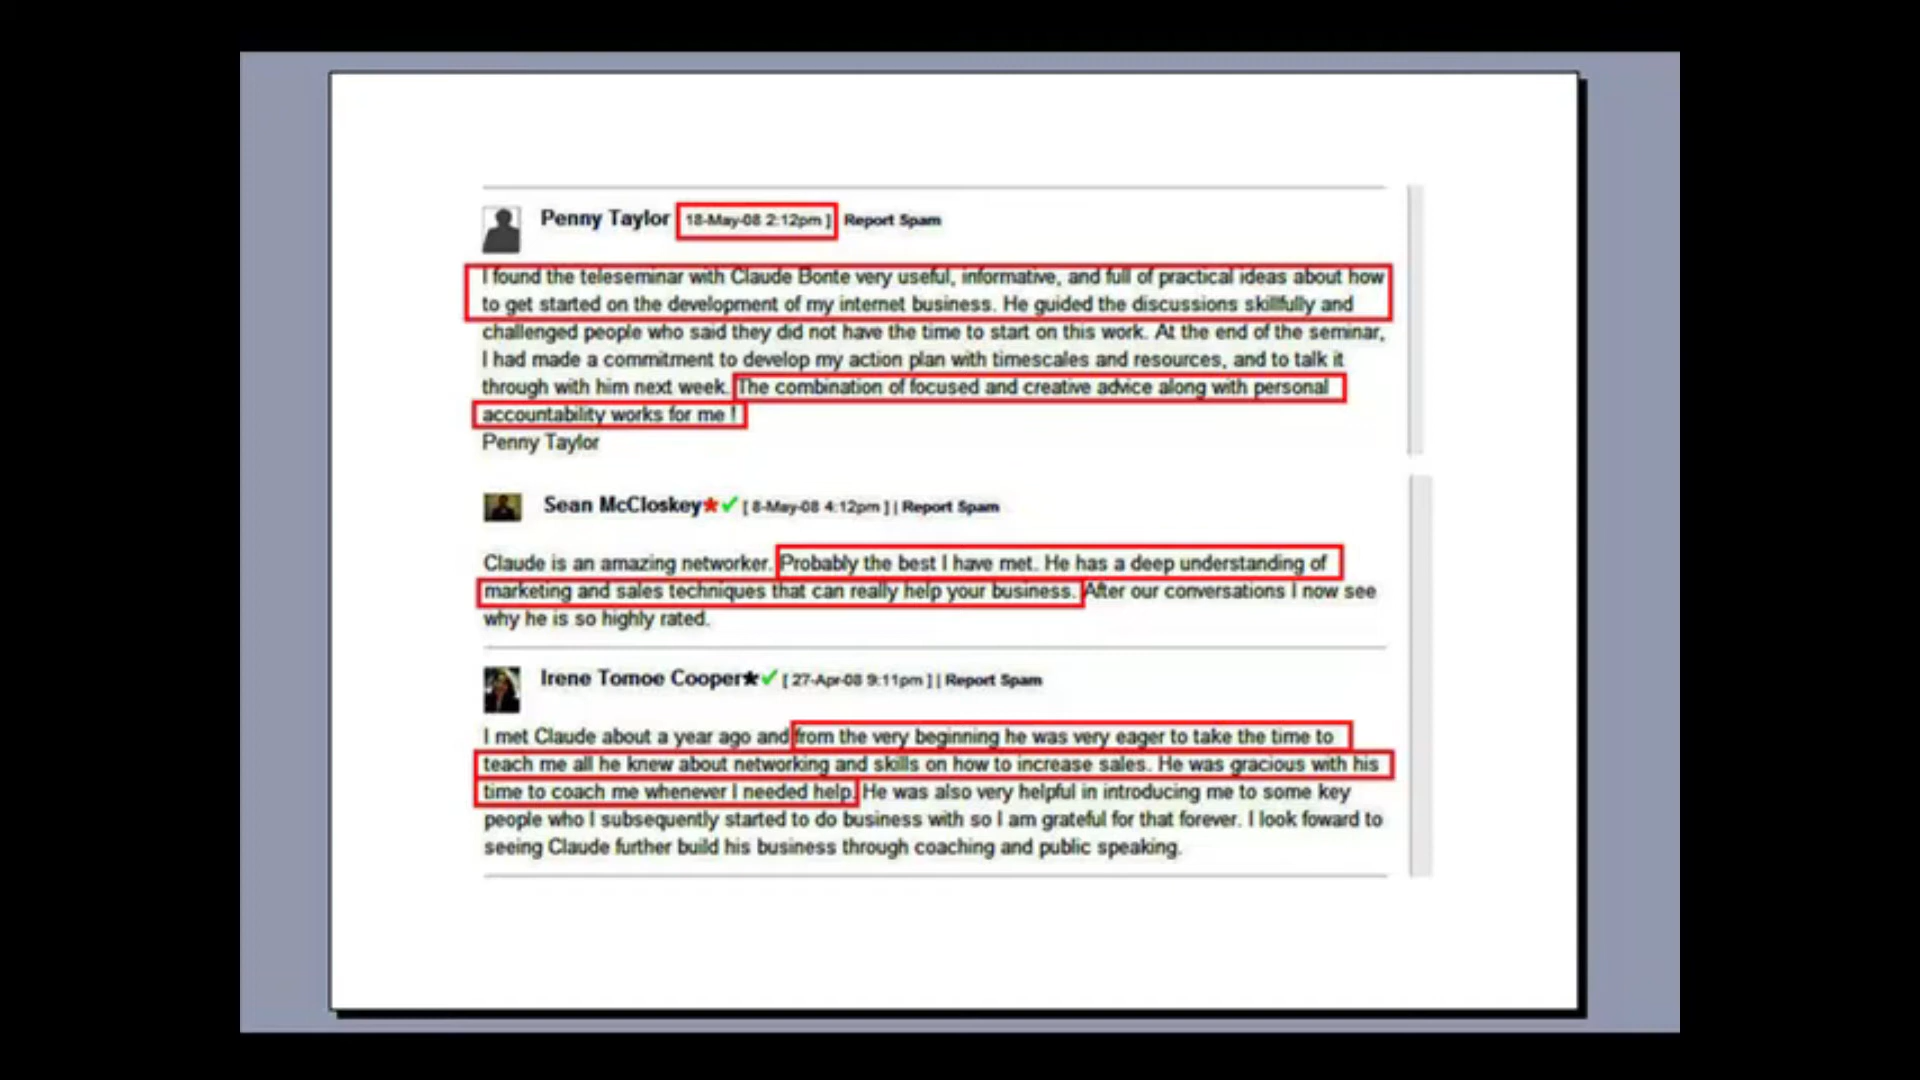 Penny Taylor 18-May-08 2:12pm ] Report Spam
I found the teleseminar with Claude Bonte very useful, informative, and full of practical ideas about how
to get started on the development of my internet business. He guided the discussions skillfully and
challenged people who said they did not have the time to start on this work. At the end of the seminar,
I had made a commitment to develop my action plan with timescales and resources, and to talk it
through with him next week. The combination of focused and creative advice along with personal
accountability works for me !
Penny Taylor
Sean McCloskey [ 8-May-08 4:12pm ] | Report Spam
Claude is an amazing networker. Probably the best I have met. He has a deep understanding of
marketing and sales techniques that can really help your business. After our conversations I now see
why he is so highly rated.
Irene Tomoe Cooper [ 27-Apr-08 9:11pm ] | Report Spam
I met Claude about a year ago and from the very beginning he was very eager to take the time to
teach me all he knew about networking and skills on how to increase sales. He was gracious with his
time to coach me whenever I needed help. He was also very helpful in introducing me to some key
people who I subsequently started to do business with so I am grateful for that forever. I look foward to
seeing Claude further build his business through coaching and public speaking.